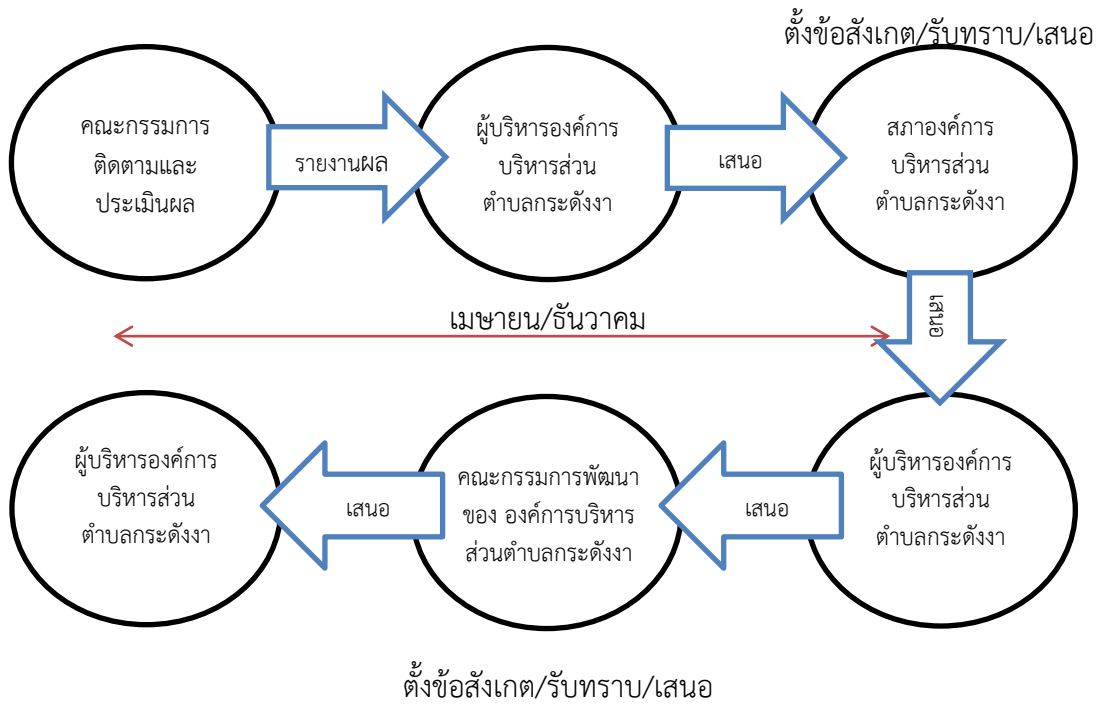 ตั้งข้อสังเกต/รับทราบ/เสนอ
คณะกรรมการ
ติดตามและ
ประเมินผล
รายงานผล
ผู้บริหารองค์การ
บริหารส่วน
ตำบลกระดังงา
เสนอ
สภาองค์การ
บริหารส่วน
ตำบลกระดังงา
เสนอ
เมษายน/ธันวาคม
ผู้บริหารองค์การ
บริหารส่วน
ตำบลกระดังงา
เสนอ
คณะกรรมการพัฒนา
ของ องค์การบริหาร
ส่วนตำบลกระดังงา
เสนอ
ผู้บริหารองค์การ
บริหารส่วน
ตำบลกระดังงา
ตั้งข้อสังเกต/รับทราบ/เสนอ